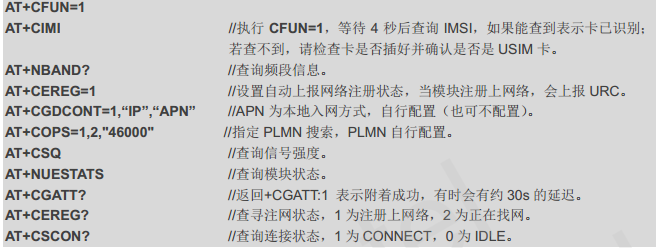 AT+CFUN=1
AT+CIMI //执行 CFUN=1，等待 4 秒后查询 IMSI，如果能查到表示卡已识别；
若查不到，请检查卡是否插好并确认是否是 USIM 卡。
AT+NBAND? //查询频段信息。
AT+CEREG=1 //设置自动上报网络注册状态，当模块注册上网络，会上报 URC。
AT+CGDCONT=1,“IP”,“APN” //APN 为本地入网方式，自行配置（也可不配置）。
AT+COPS=1,2,"46000" //指定 PLMN 搜索，PLMN 自行配置。
AT+CSQ //查询信号强度。
AT+NUESTATS //查询模块状态。
AT+CGATT? //返回+CGATT:1 表示附着成功，有时会有约 30s 的延迟。
AT+CEREG? //查寻注网状态，1 为注册上网络，2 为正在找网。
AT+CSCON? //查询连接状态，1 为 CONNECT，0 为 IDLE。